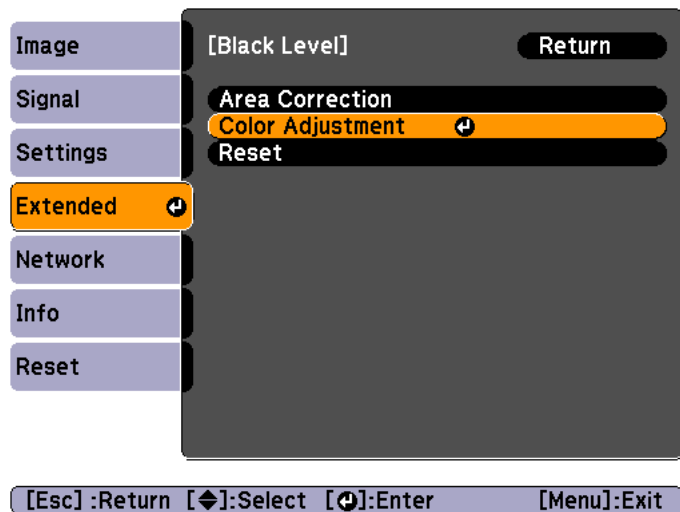 Image
Signal
Settings
Extended
Network
Info
Reset
[Black Level] Return
Area Correction
Color Adjustment
Reset
[Esc] :Return [◆]:Select [⏎]:Enter [Menu]:Exit